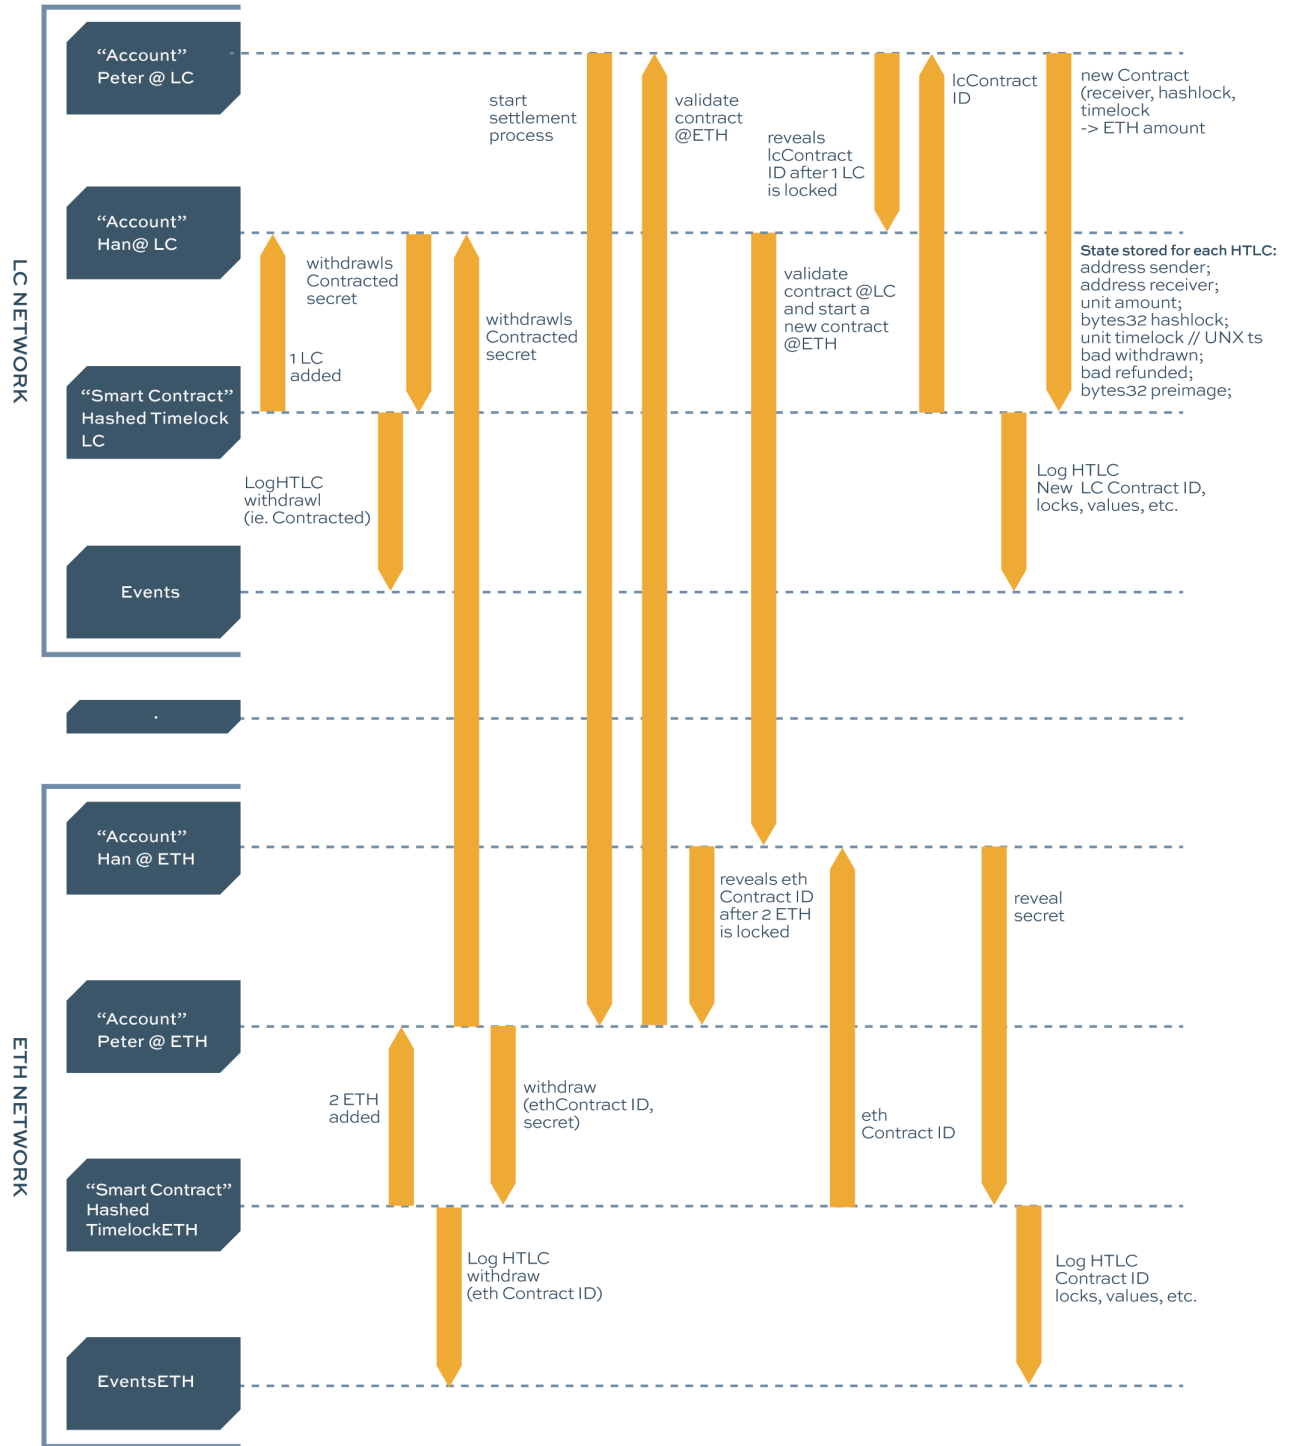 LC NETWORK
“Account”
Peter @ LC
“Account”
Han@ LC
“Smart Contract”
Hashed Timelock
LC
Events
start
settlement
process
validate
contract
@ETH
reveals
lcContract
ID after 1 LC
is locked
lcContract
ID
new Contract
(receiver, hashlock,
timelock
-> ETH amount
withdrawls
Contracted
secret
1 LC
added
withdrawls
Contracted
secret
validate
contract @LC
and start a
new contract
@ETH
State stored for each HTLC:
address sender;
address receiver;
unit amount;
bytes32 hashlock;
unit timelock // UNX ts
bad withdrawn;
bad refunded;
bytes32 preimage;
LogHTLC
withdrawl
(ie. Contracted)
Log HTLC
New LC Contract ID,
locks, values, etc.
.
ETH NETWORK
“Account”
Han @ ETH
“Account”
Peter @ ETH
“Smart Contract”
Hashed
TimelockETH
EventsETH
reveals eth
Contract ID
after 2 ETH
is locked
reveal
secret
2 ETH
added
withdraw
(ethContract ID,
secret)
eth
Contract ID
Log HTLC
withdraw
(eth Contract ID)
Log HTLC
Contract ID
locks, values, etc.